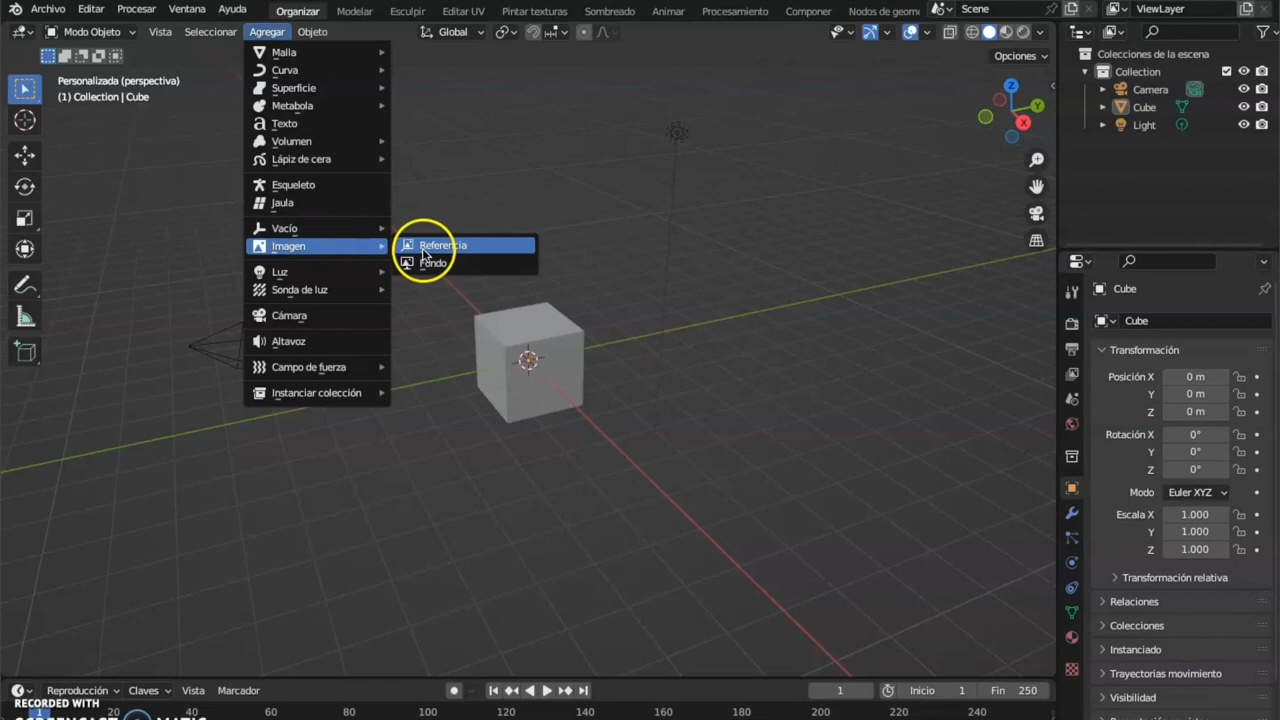 Archivo Editar Procesar Ventana Ayuda Organizar Modelar Esculpir Editar UV Pintar texturas Sombreado Animar Procesamiento Componer Nodos de geome Scene ViewLayer
Modo Objeto Vista Seleccionar Agregar Objeto Global
Opciones
Personalizada (perspectiva)
(1) Collection | Cube
Malla
Curva
Superficie
Metabola
Texto
Volumen
Lápiz de cera
Esqueleto
Jaula
Vacío
Imagen
Referencia
Fondo
Luz
Sonda de luz
Cámara
Altavoz
Campo de fuerza
Instanciar colección
Z
Y
X
Colecciones de la escena
Collection
Camera
Cube
Light
Cube
Cube
Transformación
Posición X 0 m
Y 0 m
Z 0 m
Rotación X 0°
Y 0°
Z 0°
Modo Euler XYZ
Escala X 1.000
Y 1.000
Z 1.000
Transformación relativa
Relaciones
Colecciones
Instanciado
Trayectorias movimiento
Visibilidad
Reproducción Claves Vista Marcador 1 Inicio 1 Fin 250
RECORDED WITH
1 20 40 60 80 100 120 140 160 180 200 220 240